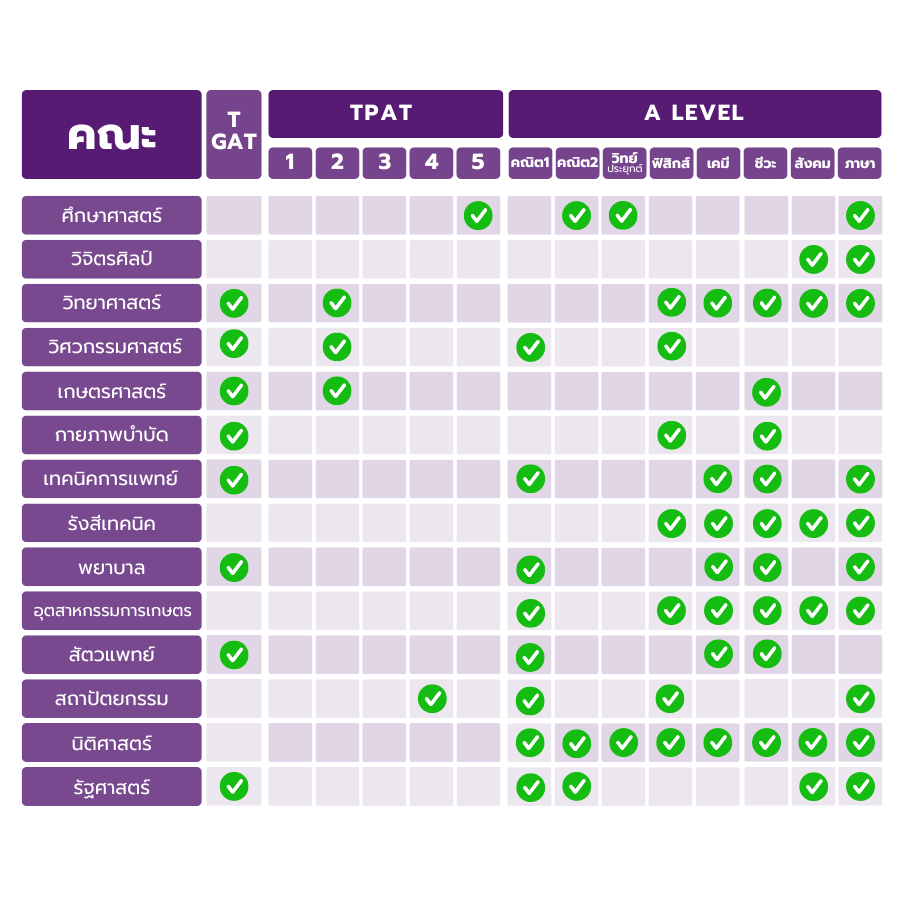 คณะ
T
GAT
TPAT
A LEVEL
1 2 3 4 5 คณิต1 คณิต2 วิทย์ ฟิสิกส์ เคมี ชีวะ สังคม ภาษา
ประยุกต์
ศึกษาศาสตร์
วิจิตรศิลป์
วิทยาศาสตร์
วิศวกรรมศาสตร์
เกษตรศาสตร์
กายภาพบำบัด
เทคนิคการแพทย์
รังสีเทคนิค
พยาบาล
อุตสาหกรรมการเกษตร
สัตวแพทย์
สถาปัตยกรรม
นิติศาสตร์
รัฐศาสตร์